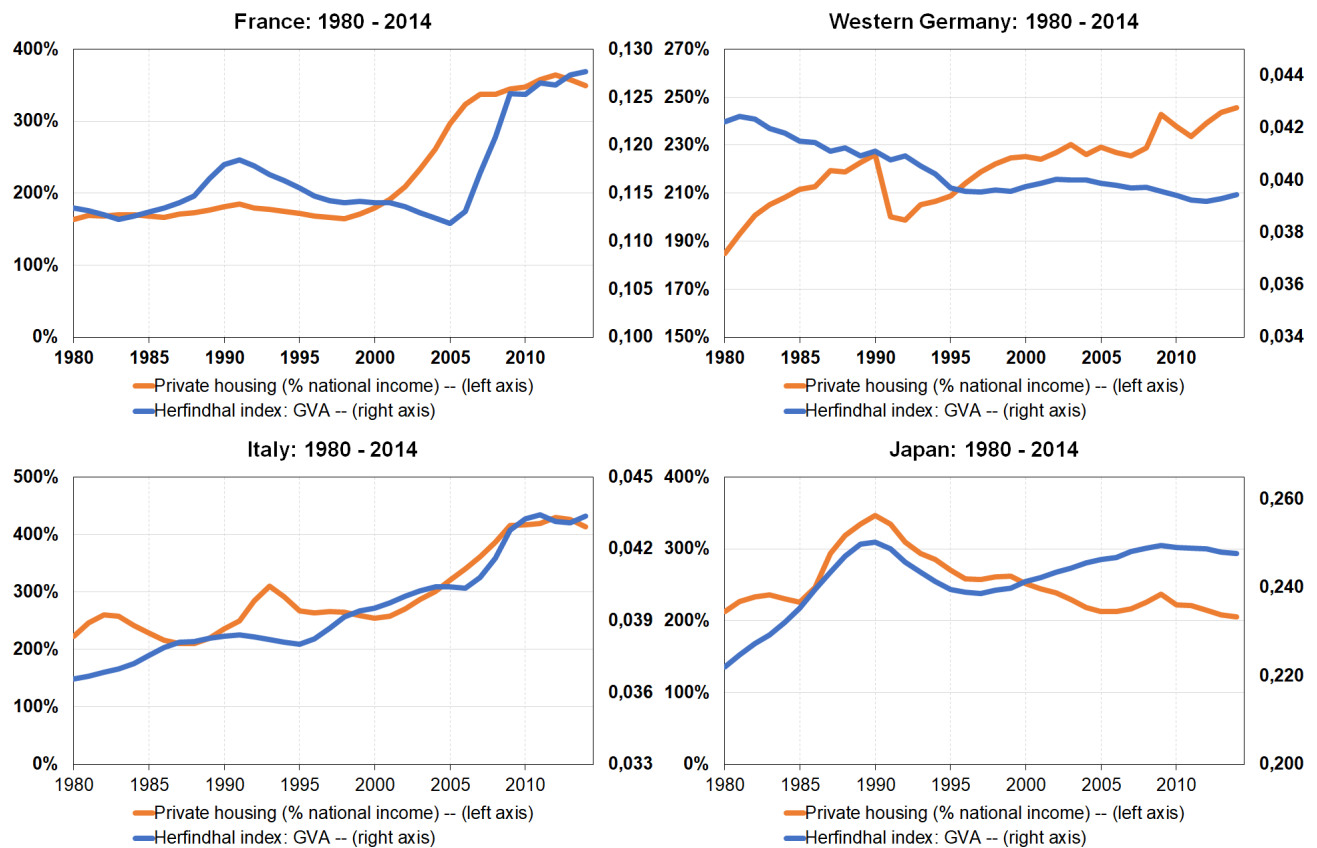 France: 1980 - 2014
400%
300%
200%
100%
0%
0,130
0,125
0,120
0,115
0,110
0,105
0,100
1980 1985 1990 1995 2000 2005 2010
Private housing (% national income) -- (left axis)
Herfindhal index: GVA -- (right axis)
Western Germany: 1980 - 2014
270%
250%
230%
210%
190%
170%
150%
0,044
0,042
0,040
0,038
0,036
0,034
1980 1985 1990 1995 2000 2005 2010
Private housing (% national income) -- (left axis)
Herfindhal index: GVA -- (right axis)
Italy: 1980 - 2014
500%
400%
300%
200%
100%
0%
0,045
0,042
0,039
0,036
0,033
1980 1985 1990 1995 2000 2005 2010
Private housing (% national income) -- (left axis)
Herfindhal index: GVA -- (right axis)
Japan: 1980 - 2014
400%
300%
200%
100%
0%
0,260
0,240
0,220
0,200
1980 1985 1990 1995 2000 2005 2010
Private housing (% national income) -- (left axis)
Herfindhal index: GVA -- (right axis)